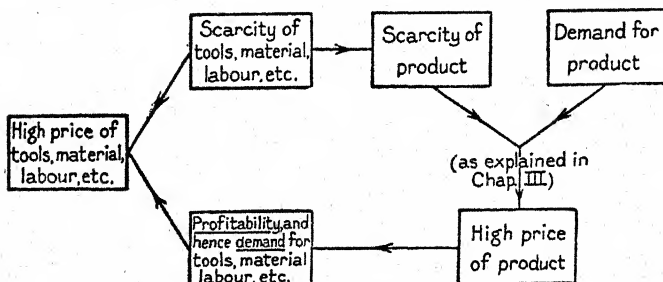 Scarcity of
tools, material,
labour, etc.
Scarcity of
product
Demand for
product
High price of
tools, material,
labour, etc.
(as explained in
Chap. III.)
Profitability, and
hence demand for
tools, material
labour, etc.
High price
of product